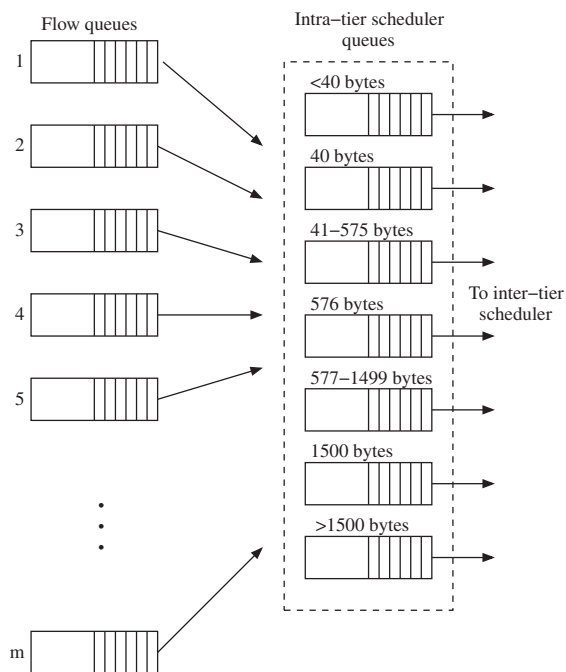 Flow queues
1
2
3
4
5
m
Intra−tier scheduler
queues
<40 bytes
40 bytes
41−575 bytes
576 bytes
577−1499 bytes
1500 bytes
>1500 bytes
To inter−tier
scheduler